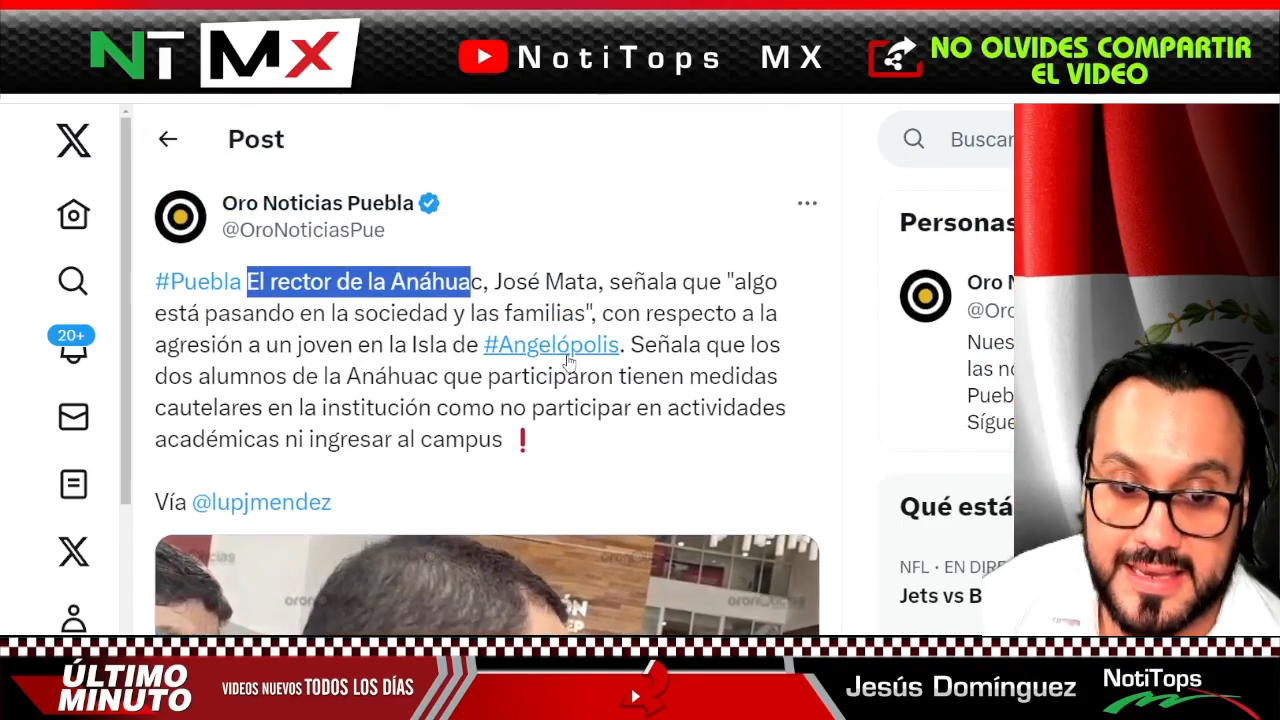 NT MX
NotiTops MX
NO OLVIDES COMPARTIR
EL VIDEO
Post
Buscar
Oro Noticias Puebla
@OroNoticiasPue
#Puebla El rector de la Anáhuac, José Mata, señala que "algo
está pasando en la sociedad y las familias", con respecto a la
agresión a un joven en la Isla de #Angelópolis. Señala que los
dos alumnos de la Anáhuac que participaron tienen medidas
cautelares en la institución como no participar en actividades
académicas ni ingresar al campus ❗
Vía @lupjmendez
20+
Personas
Oro N
@Oro
Nues
las no
Pueb
Sígue
Qué está
NFL · EN DIRE
Jets vs B
ÚLTIMO
MINUTO
VIDEOS NUEVOS TODOS LOS DÍAS
Jesús Domínguez
NotiTops